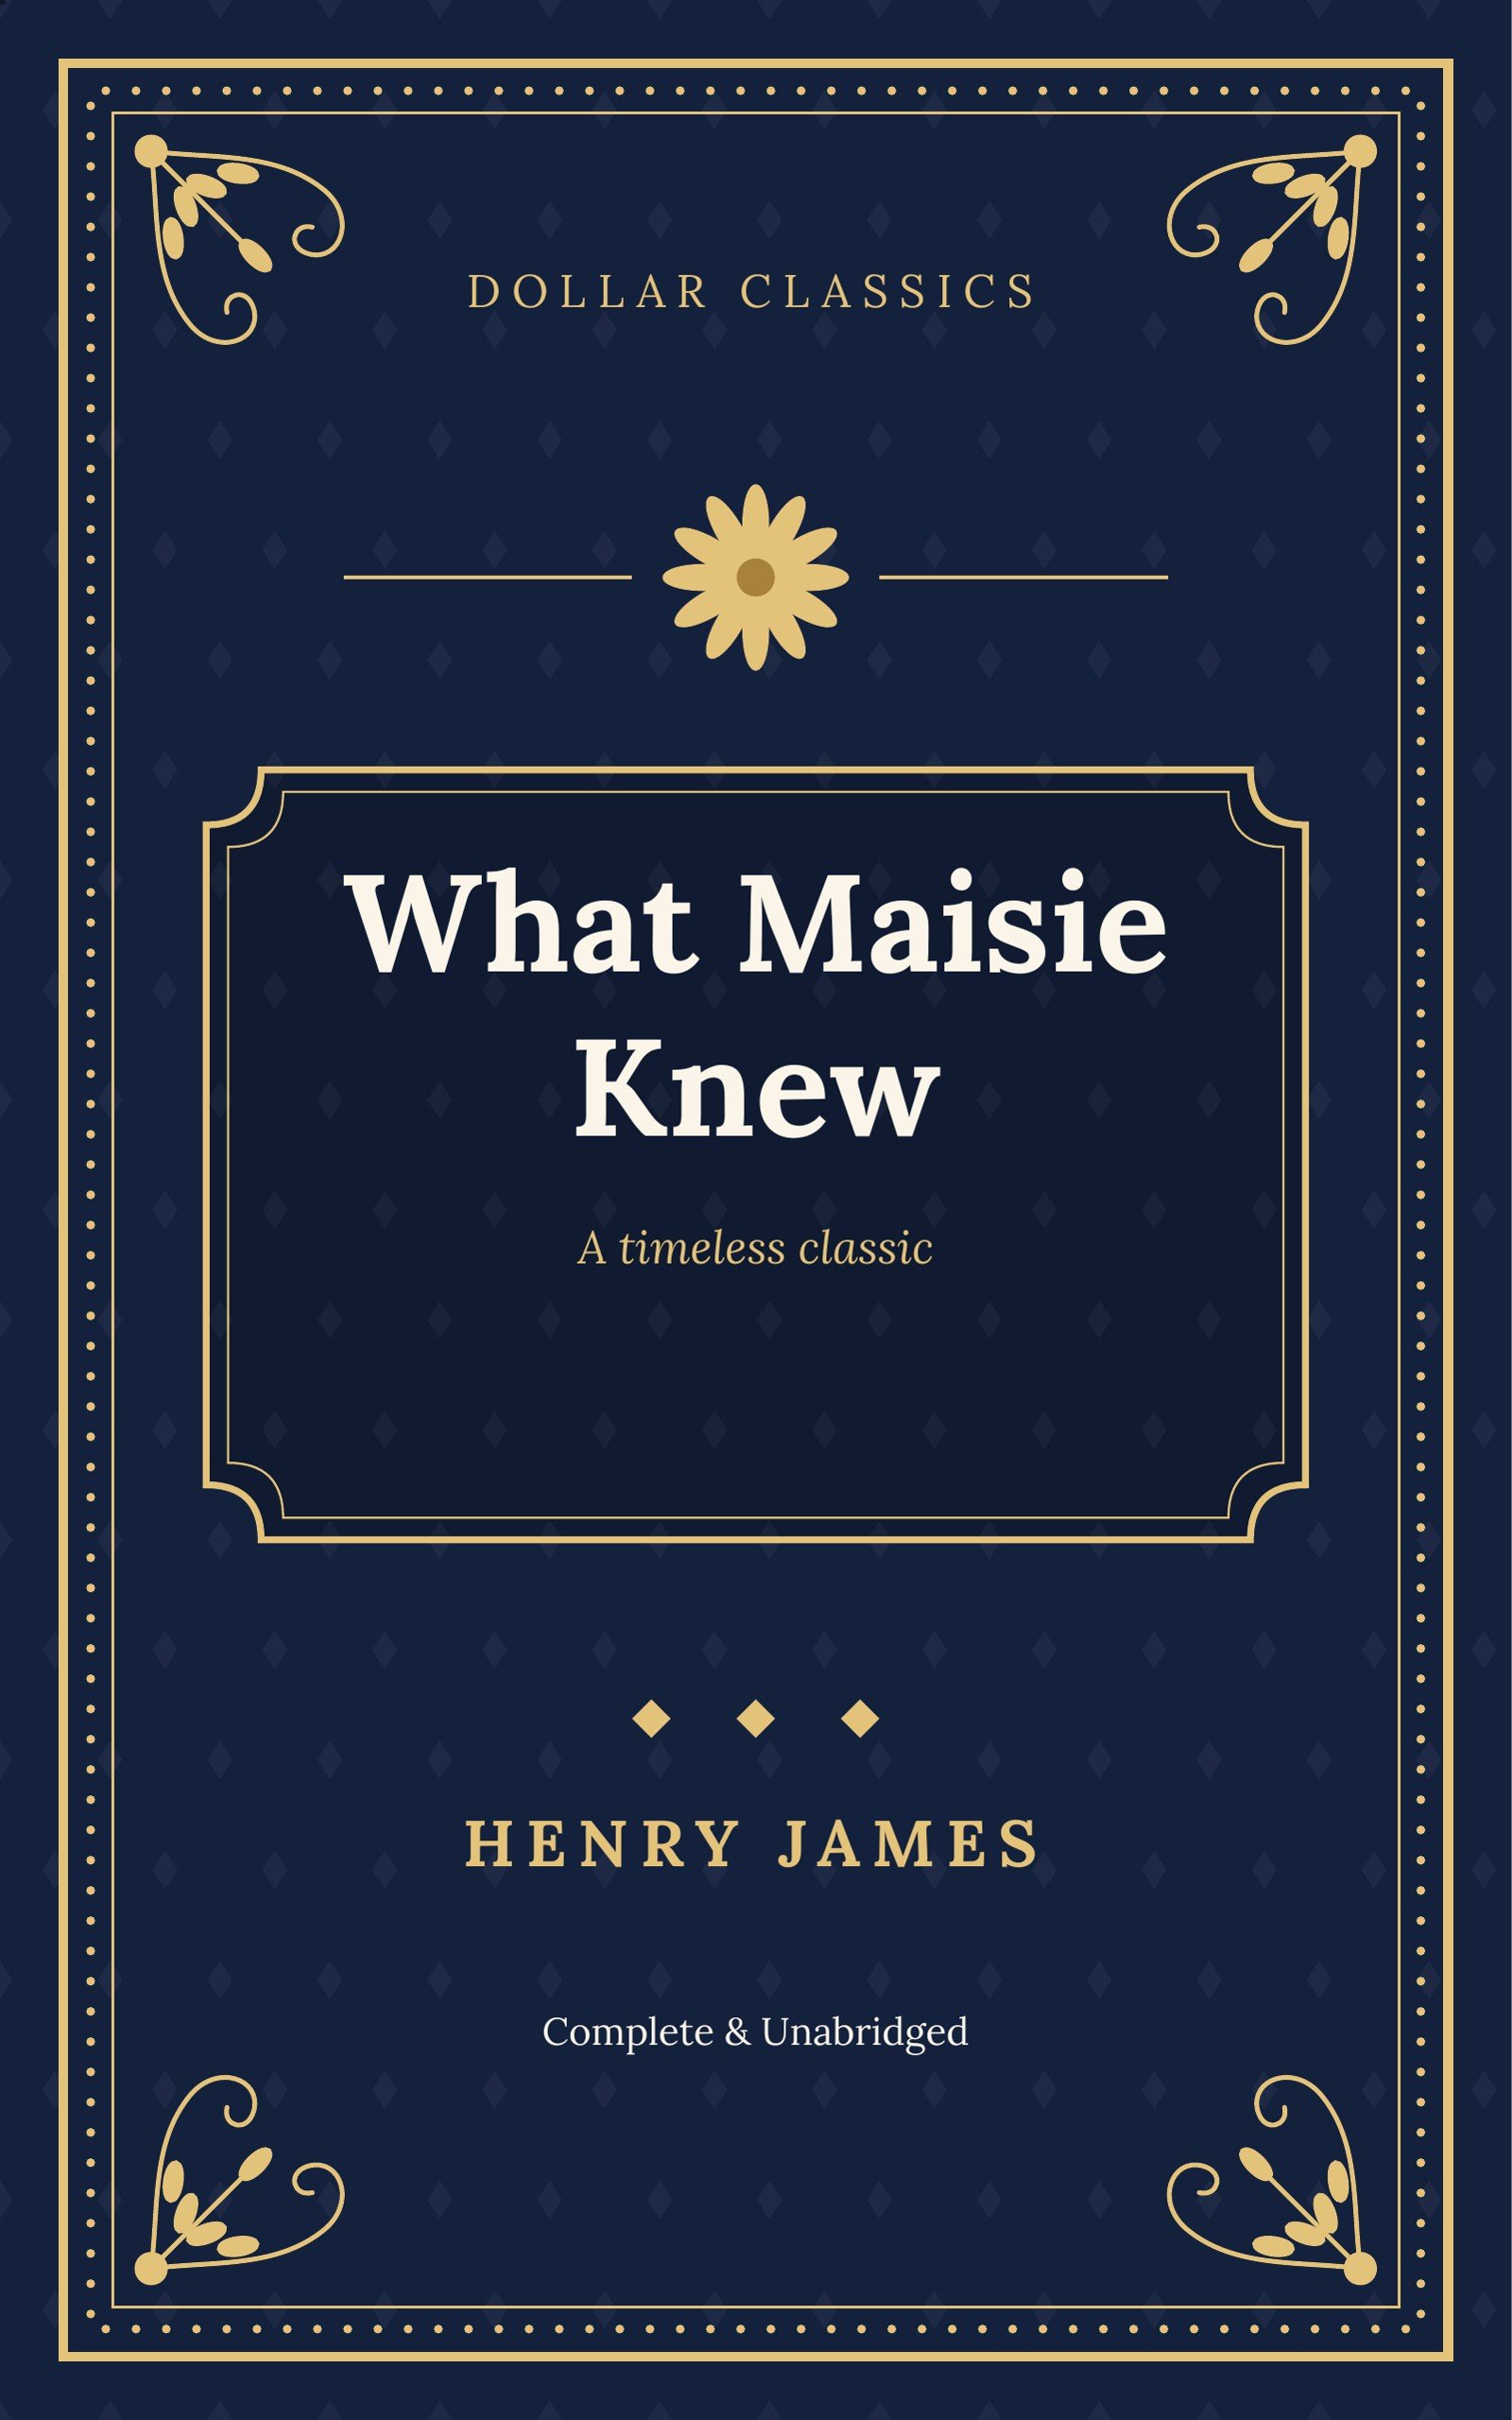 DOLLAR CLASSICS
What Maisie
Knew
A timeless classic
HENRY JAMES
Complete & Unabridged